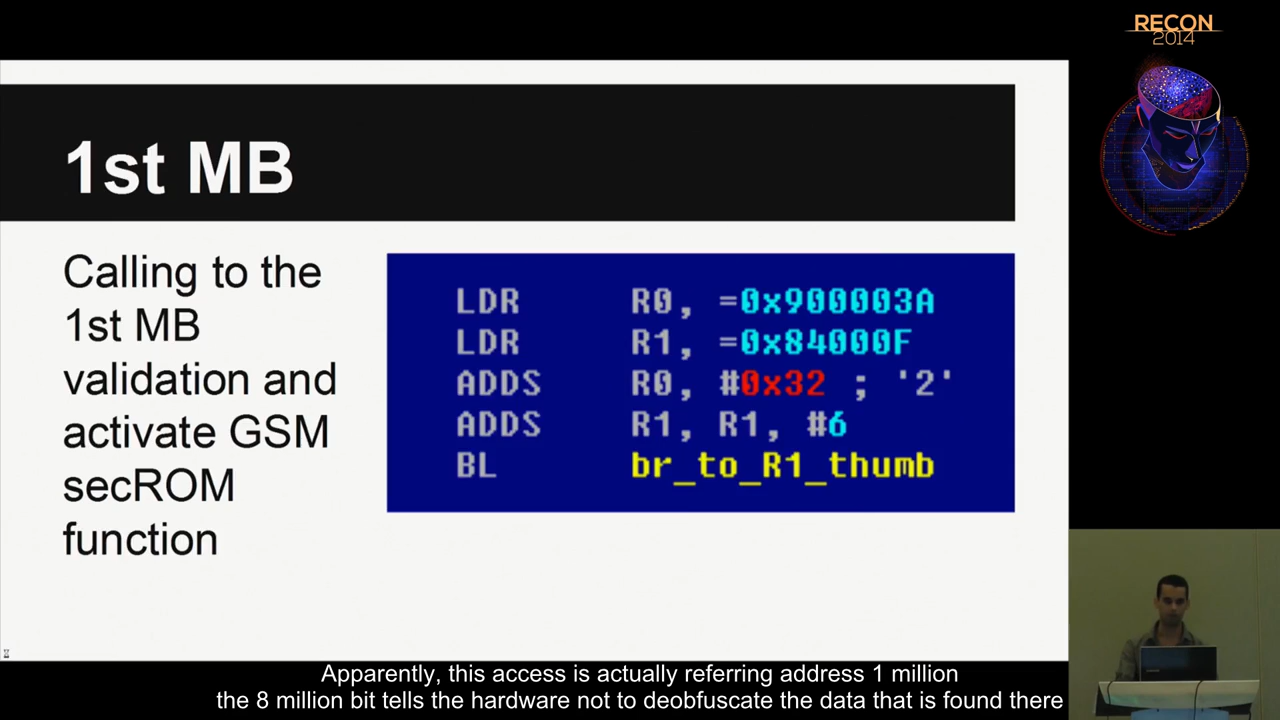 RECON
2014
1st MB
Calling to the
1st MB
validation and
activate GSM
secROM
function
LDR R0, =0x900003A
LDR R1, =0x84000F
ADDS R0, #0x32 ; '2'
ADDS R1, R1, #6
BL br_to_R1_thumb
Apparently, this access is actually referring address 1 million
the 8 million bit tells the hardware not to deobfuscate the data that is found there